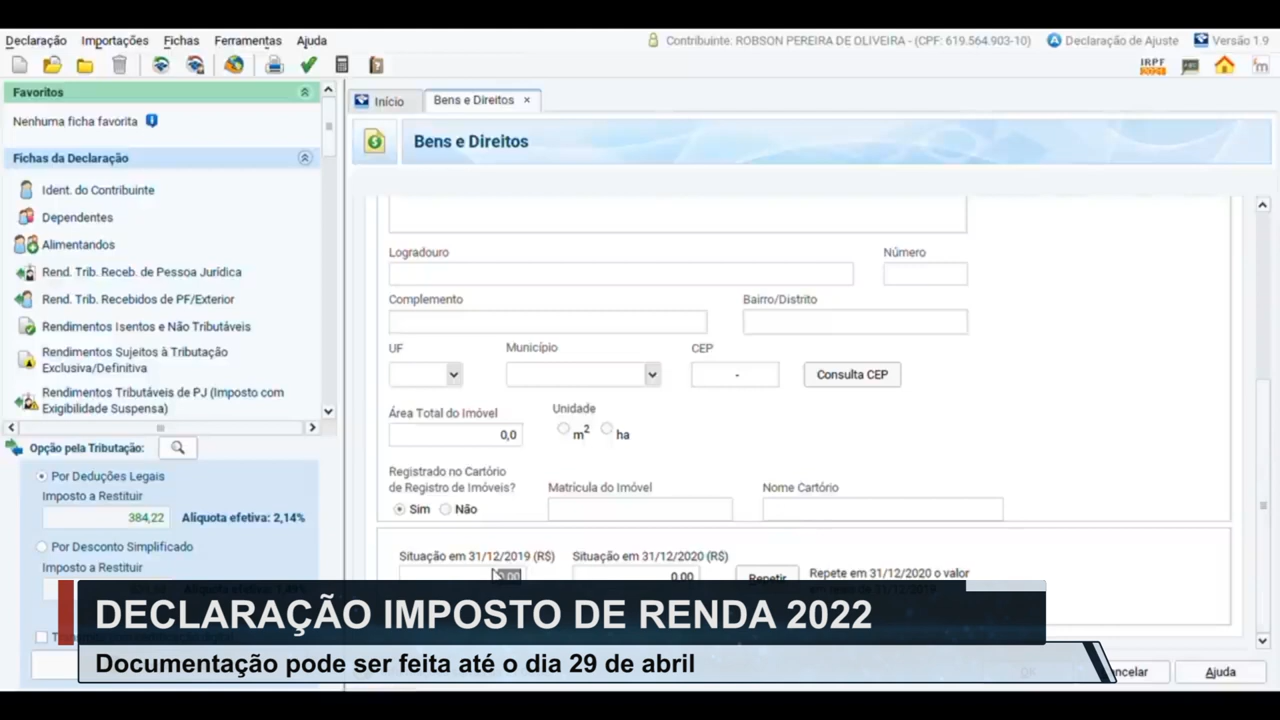 Declaração Importações Fichas Ferramentas Ajuda
Contribuinte: ROBSON PEREIRA DE OLIVEIRA - (CPF: 619.564.903-10) Declaração de Ajuste Versão 1.9
IRPF
Favoritos
Nenhuma ficha favorita
Fichas da Declaração
Ident. do Contribuinte
Dependentes
Alimentandos
Rend. Trib. Receb. de Pessoa Jurídica
Rend. Trib. Recebidos de PF/Exterior
Rendimentos Isentos e Não Tributáveis
Rendimentos Sujeitos à Tributação
Exclusiva/Definitiva
Rendimentos Tributáveis de PJ (Imposto com
Exigibilidade Suspensa)
Opção pela Tributação:
Por Deduções Legais
Imposto a Restituir
384,22 Alíquota efetiva: 2,14%
Por Desconto Simplificado
Imposto a Restituir
Início
Bens e Direitos ×
Bens e Direitos
Logradouro Número
Complemento Bairro/Distrito
UF Município CEP
- Consulta CEP
Área Total do Imóvel Unidade
0,0 m2 ha
Registrado no Cartório
de Registro de Imóveis? Matrícula do Imóvel Nome Cartório
Sim Não
Situação em 31/12/2019 (R$) Situação em 31/12/2020 (R$)
0,00 0,00 Repetir Repete em 31/12/2020 o valor
DECLARAÇÃO IMPOSTO DE RENDA 2022
Documentação pode ser feita até o dia 29 de abril
ncelar Ajuda